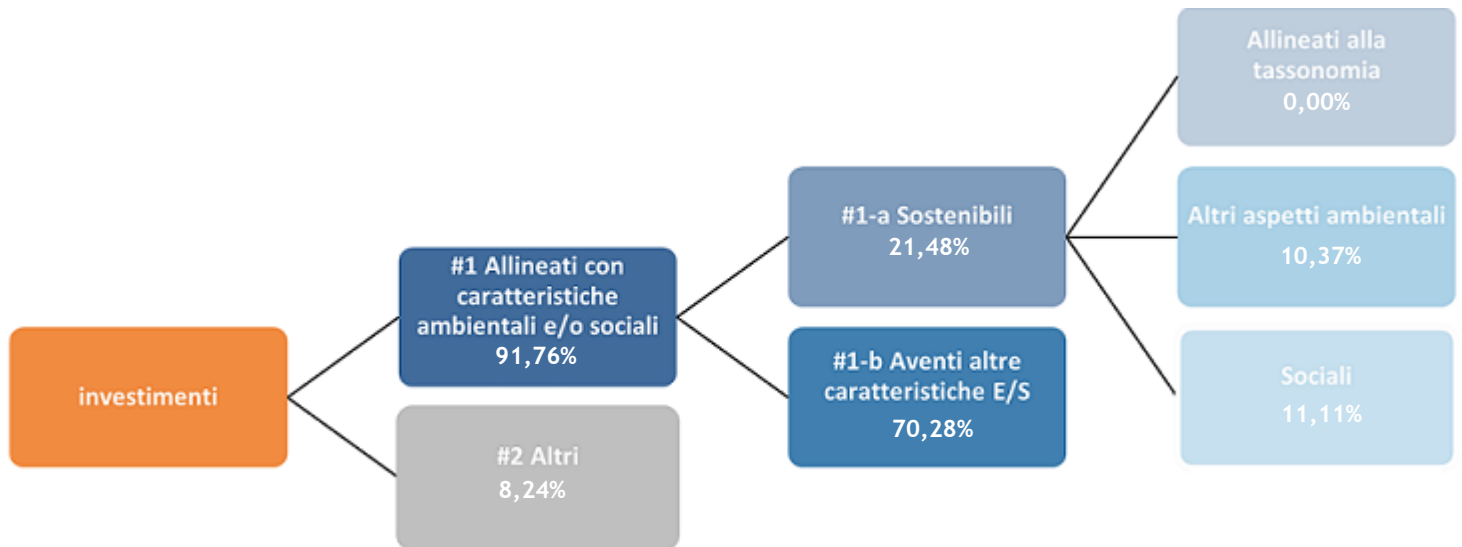 investimenti
#1 Allineati con
caratteristiche
ambientali e/o sociali
91,76%
#2 Altri
8,24%
#1-a Sostenibili
21,48%
#1-b Aventi altre
caratteristiche E/S
70,28%
Allineati alla
tassonomia
0,00%
Altri aspetti ambientali
10,37%
Sociali
11,11%